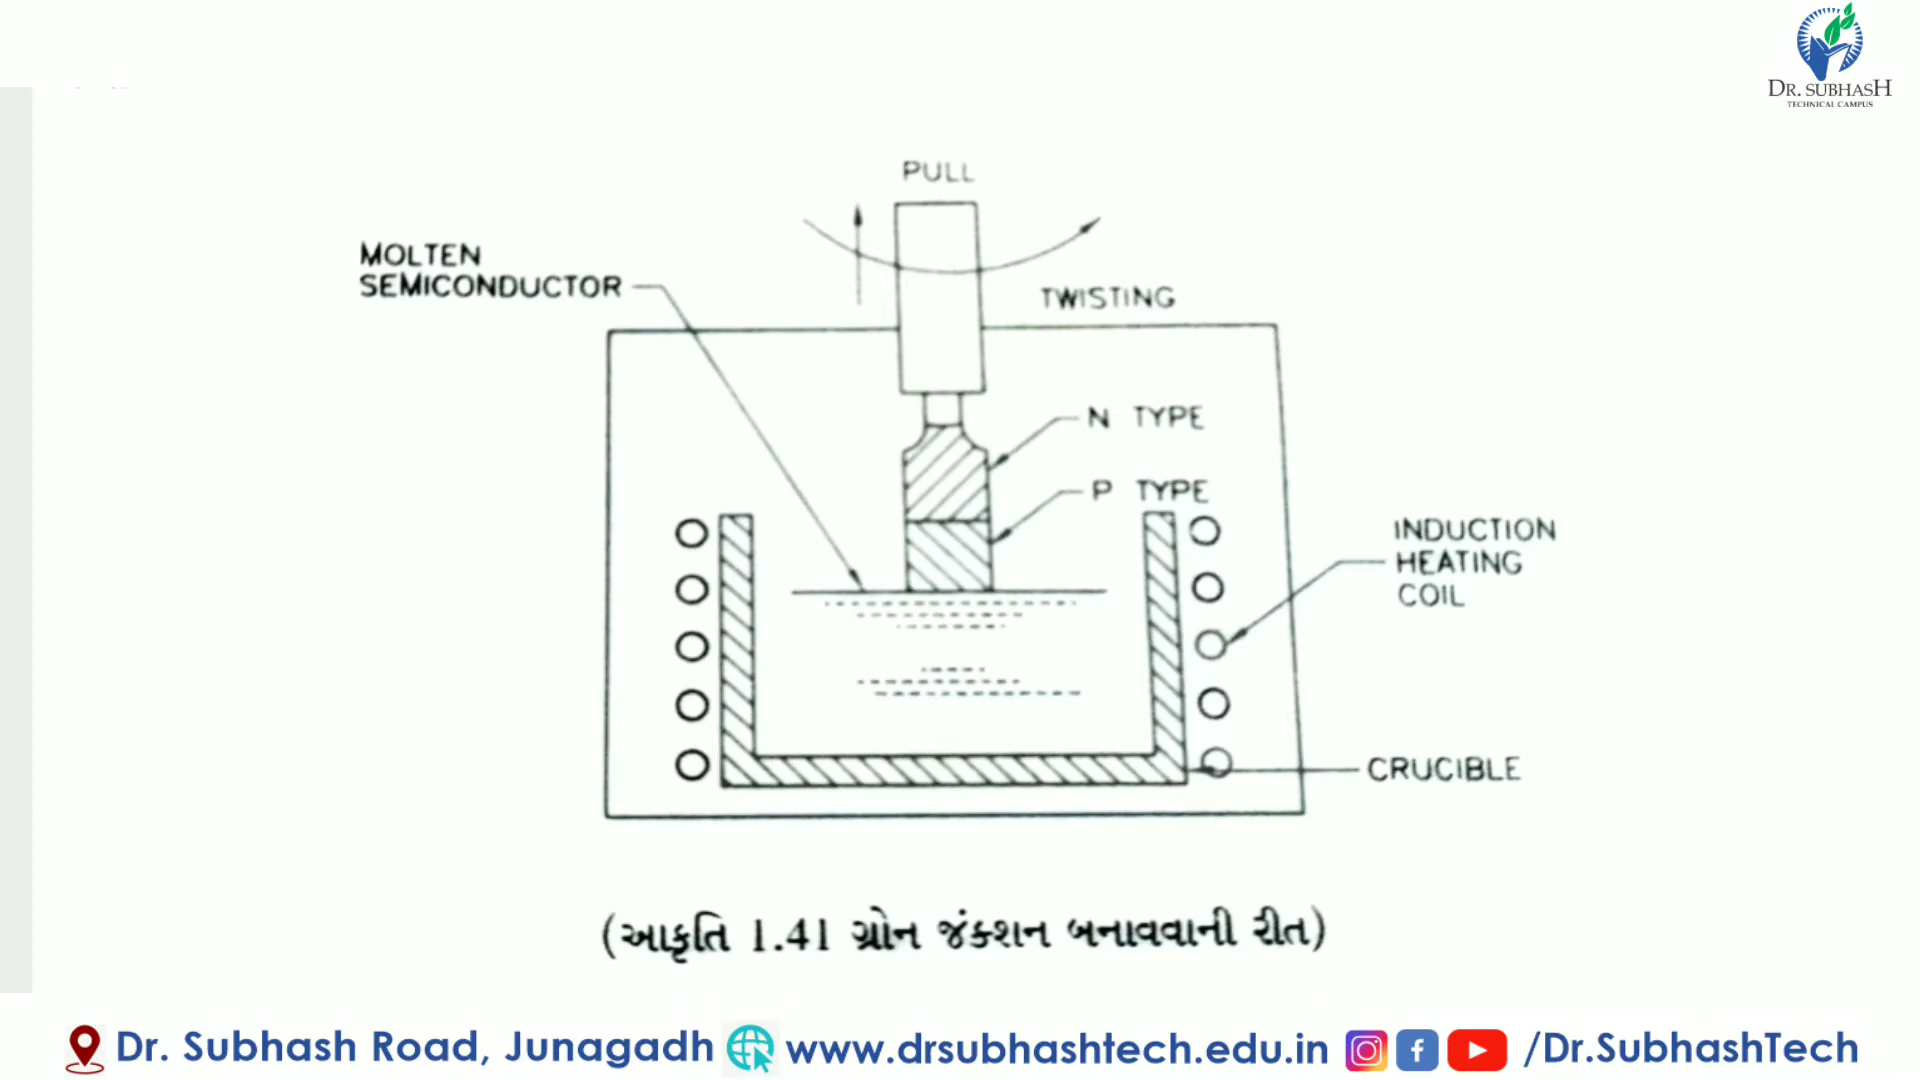 DR. SUBHASH
TECHNICAL CAMPUS
PULL
MOLTEN
SEMICONDUCTOR
TWISTING
N TYPE
P TYPE
INDUCTION
HEATING
COIL
CRUCIBLE
(આકૃતિ 1.41 ગ્રોન જંકશન બનાવવાની રીત)
Dr. Subhash Road, Junagadh www.drsubhashtech.edu.in /Dr.SubhashTech